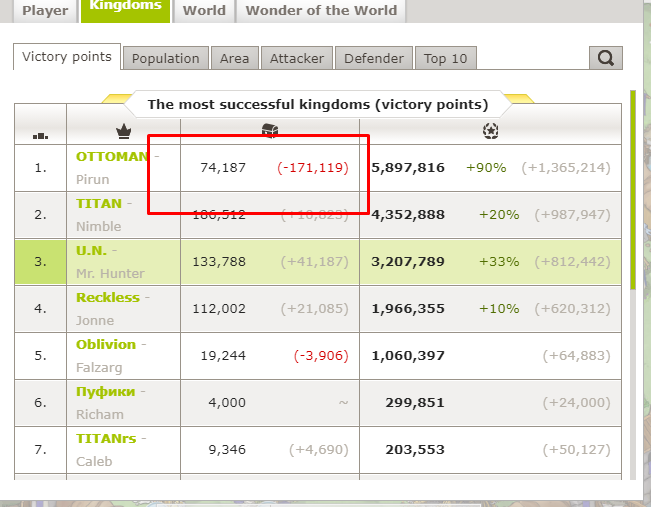 Player Kingdoms World Wonder of the World
Victory points Population Area Attacker Defender Top 10
The most successful kingdoms (victory points)
1. OTTOMAN - 74,187 (-171,119) 5,897,816 +90% (+1,365,214)
Pirun
2. TITAN - 186,512 (+10,823) 4,352,888 +20% (+987,947)
Nimble
3. U.N. - 133,788 (+41,187) 3,207,789 +33% (+812,442)
Mr. Hunter
4. Reckless - 112,002 (+21,085) 1,966,355 +10% (+620,312)
Jonne
5. Oblivion - 19,244 (-3,906) 1,060,397 (+64,883)
Falzarg
6. Пуфики - 4,000 ~ 299,851 (+24,000)
Richam
7. TITANrs - 9,346 (+4,690) 203,553 (+50,127)
Caleb